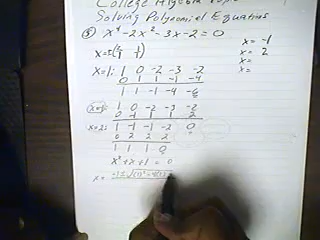 College Algebra
Solving Polynomial Equations
x⁴-2x²-3x-2=0
x = -1
x = 2
x =
x =
x=1: 1 0 -2 -3 -2
0 1 1 -1 -4
1 1 -1 -4 -6
1 0 -2 -3 -2
0 -1 1 1 2
x=2: 1 -1 -1 -2 0
0 2 2 2
1 1 1 0
x²+x+1 = 0
x=